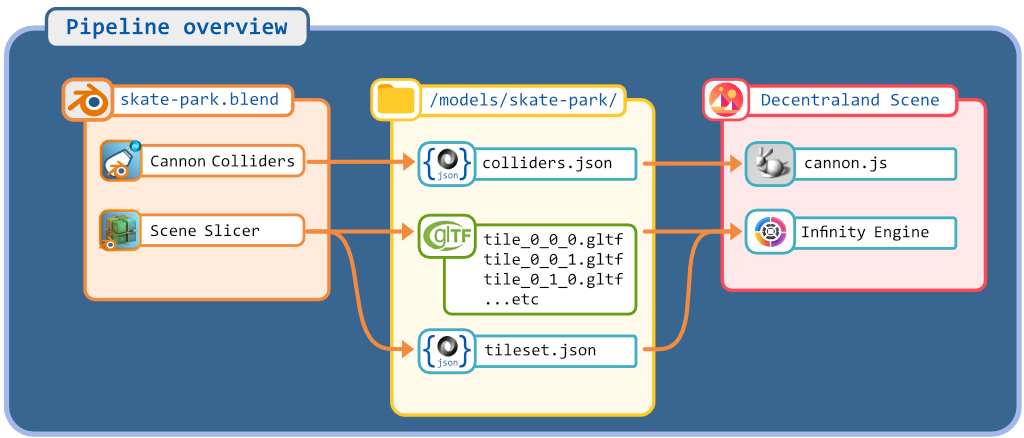 Pipeline overview
skate-park.blend
Cannon Colliders
Scene Slicer
/models/skate-park/
{ } json
colliders.json
glTF
tile_0_0_0.gltf
tile_0_0_1.gltf
tile_0_1_0.gltf
...etc
{ } json
tileset.json
Decentraland Scene
cannon.js
Infinity Engine